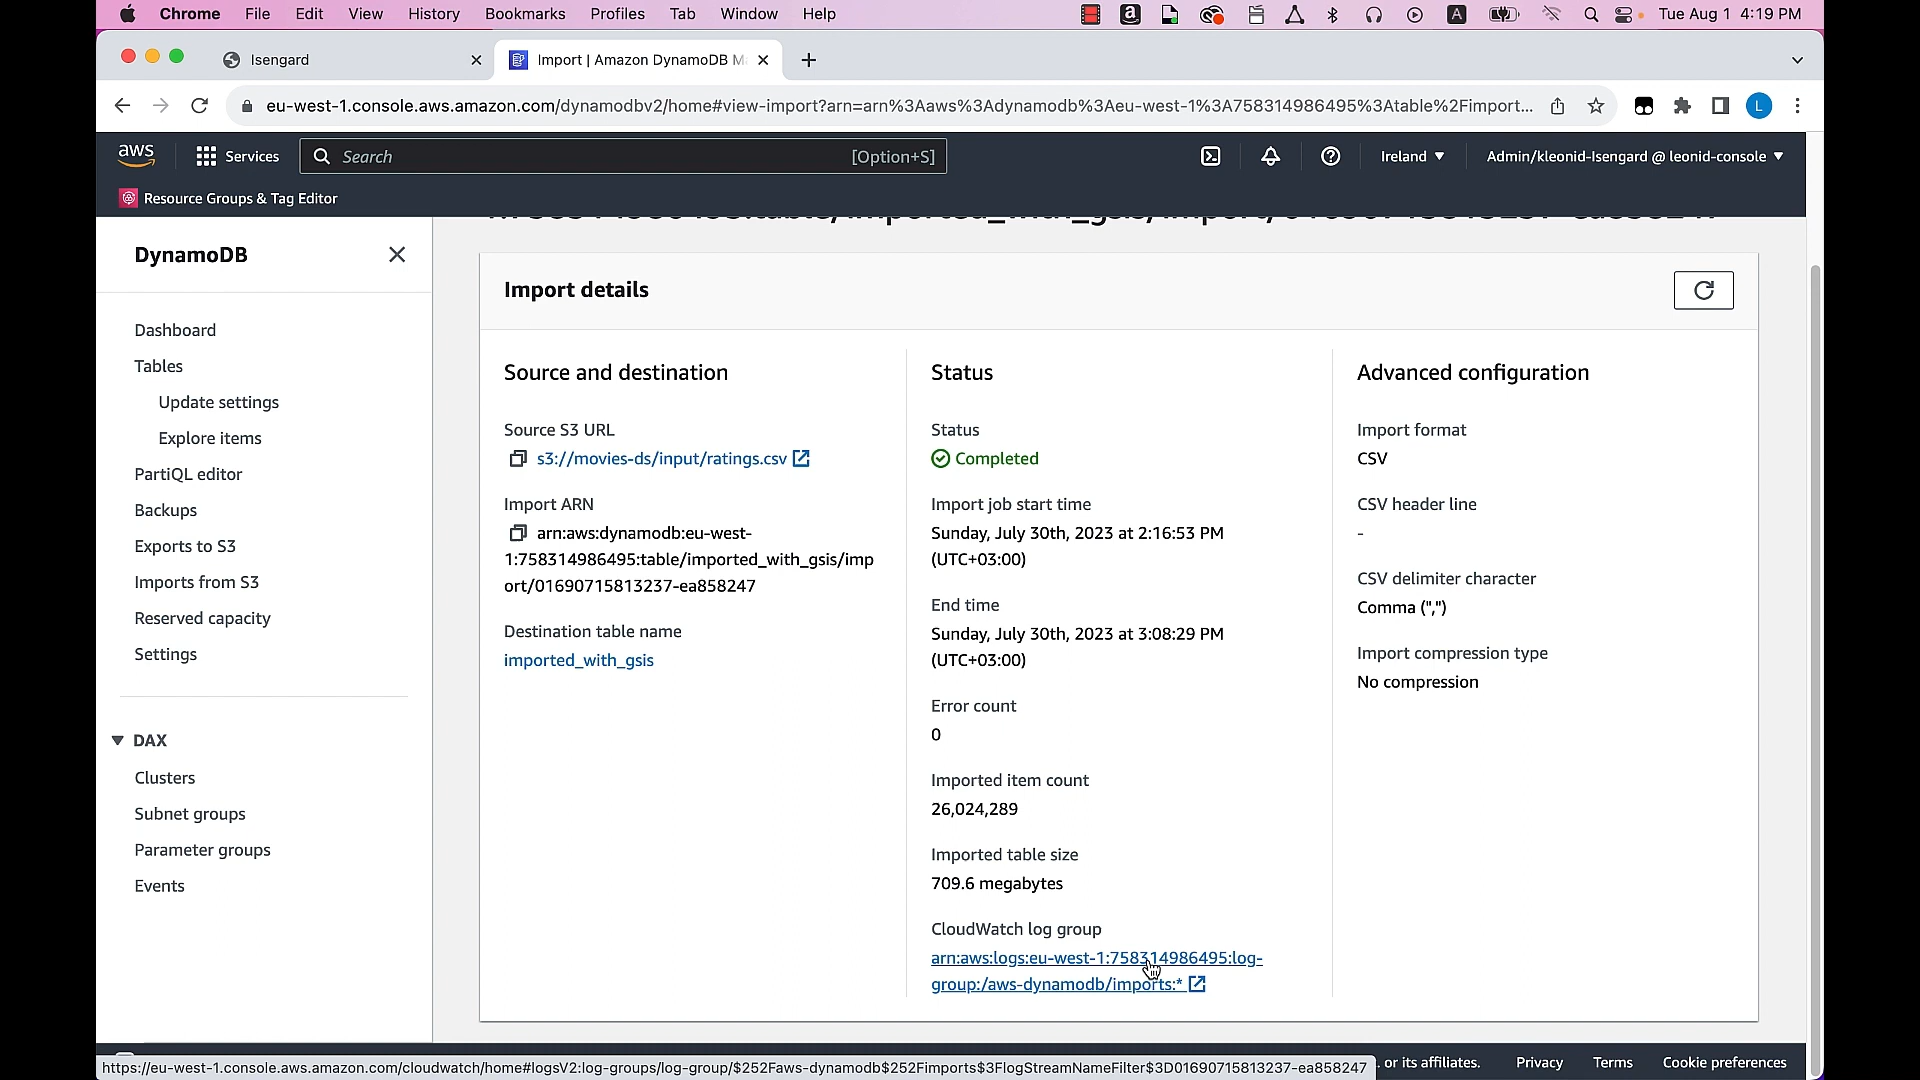 Chrome File Edit View History Bookmarks Profiles Tab Window Help A Tue Aug 1 4:19 PM
Isengard
Import | Amazon DynamoDB M
eu-west-1.console.aws.amazon.com/dynamodbv2/home#view-import?arn=arn%3Aaws%3Adynamodb%3Aeu-west-1%3A758314986495%3Atable%2Fimport... L
aws Services Search [Option+S] Ireland Admin/kleonid-Isengard @ leonid-console
Resource Groups & Tag Editor
DynamoDB
Dashboard
Tables
Update settings
Explore items
PartiQL editor
Backups
Exports to S3
Imports from S3
Reserved capacity
Settings
DAX
Clusters
Subnet groups
Parameter groups
Events
Import details
Source and destination
Source S3 URL
s3://movies-ds/input/ratings.csv
Import ARN
arn:aws:dynamodb:eu-west-
1:758314986495:table/imported_with_gsis/imp
ort/01690715813237-ea858247
Destination table name
imported_with_gsis
Status
Status
Completed
Import job start time
Sunday, July 30th, 2023 at 2:16:53 PM
(UTC+03:00)
End time
Sunday, July 30th, 2023 at 3:08:29 PM
(UTC+03:00)
Error count
0
Imported item count
26,024,289
Imported table size
709.6 megabytes
CloudWatch log group
arn:aws:logs:eu-west-1:758314986495:log-
group:/aws-dynamodb/imports:*
Advanced configuration
Import format
CSV
CSV header line
-
CSV delimiter character
Comma (",")
Import compression type
No compression
https://eu-west-1.console.aws.amazon.com/cloudwatch/home#logsV2:log-groups/log-group/$252Faws-dynamodb$252Fimports$3FlogStreamNameFilter$3D01690715813237-ea858247
. or its affiliates. Privacy Terms Cookie preferences